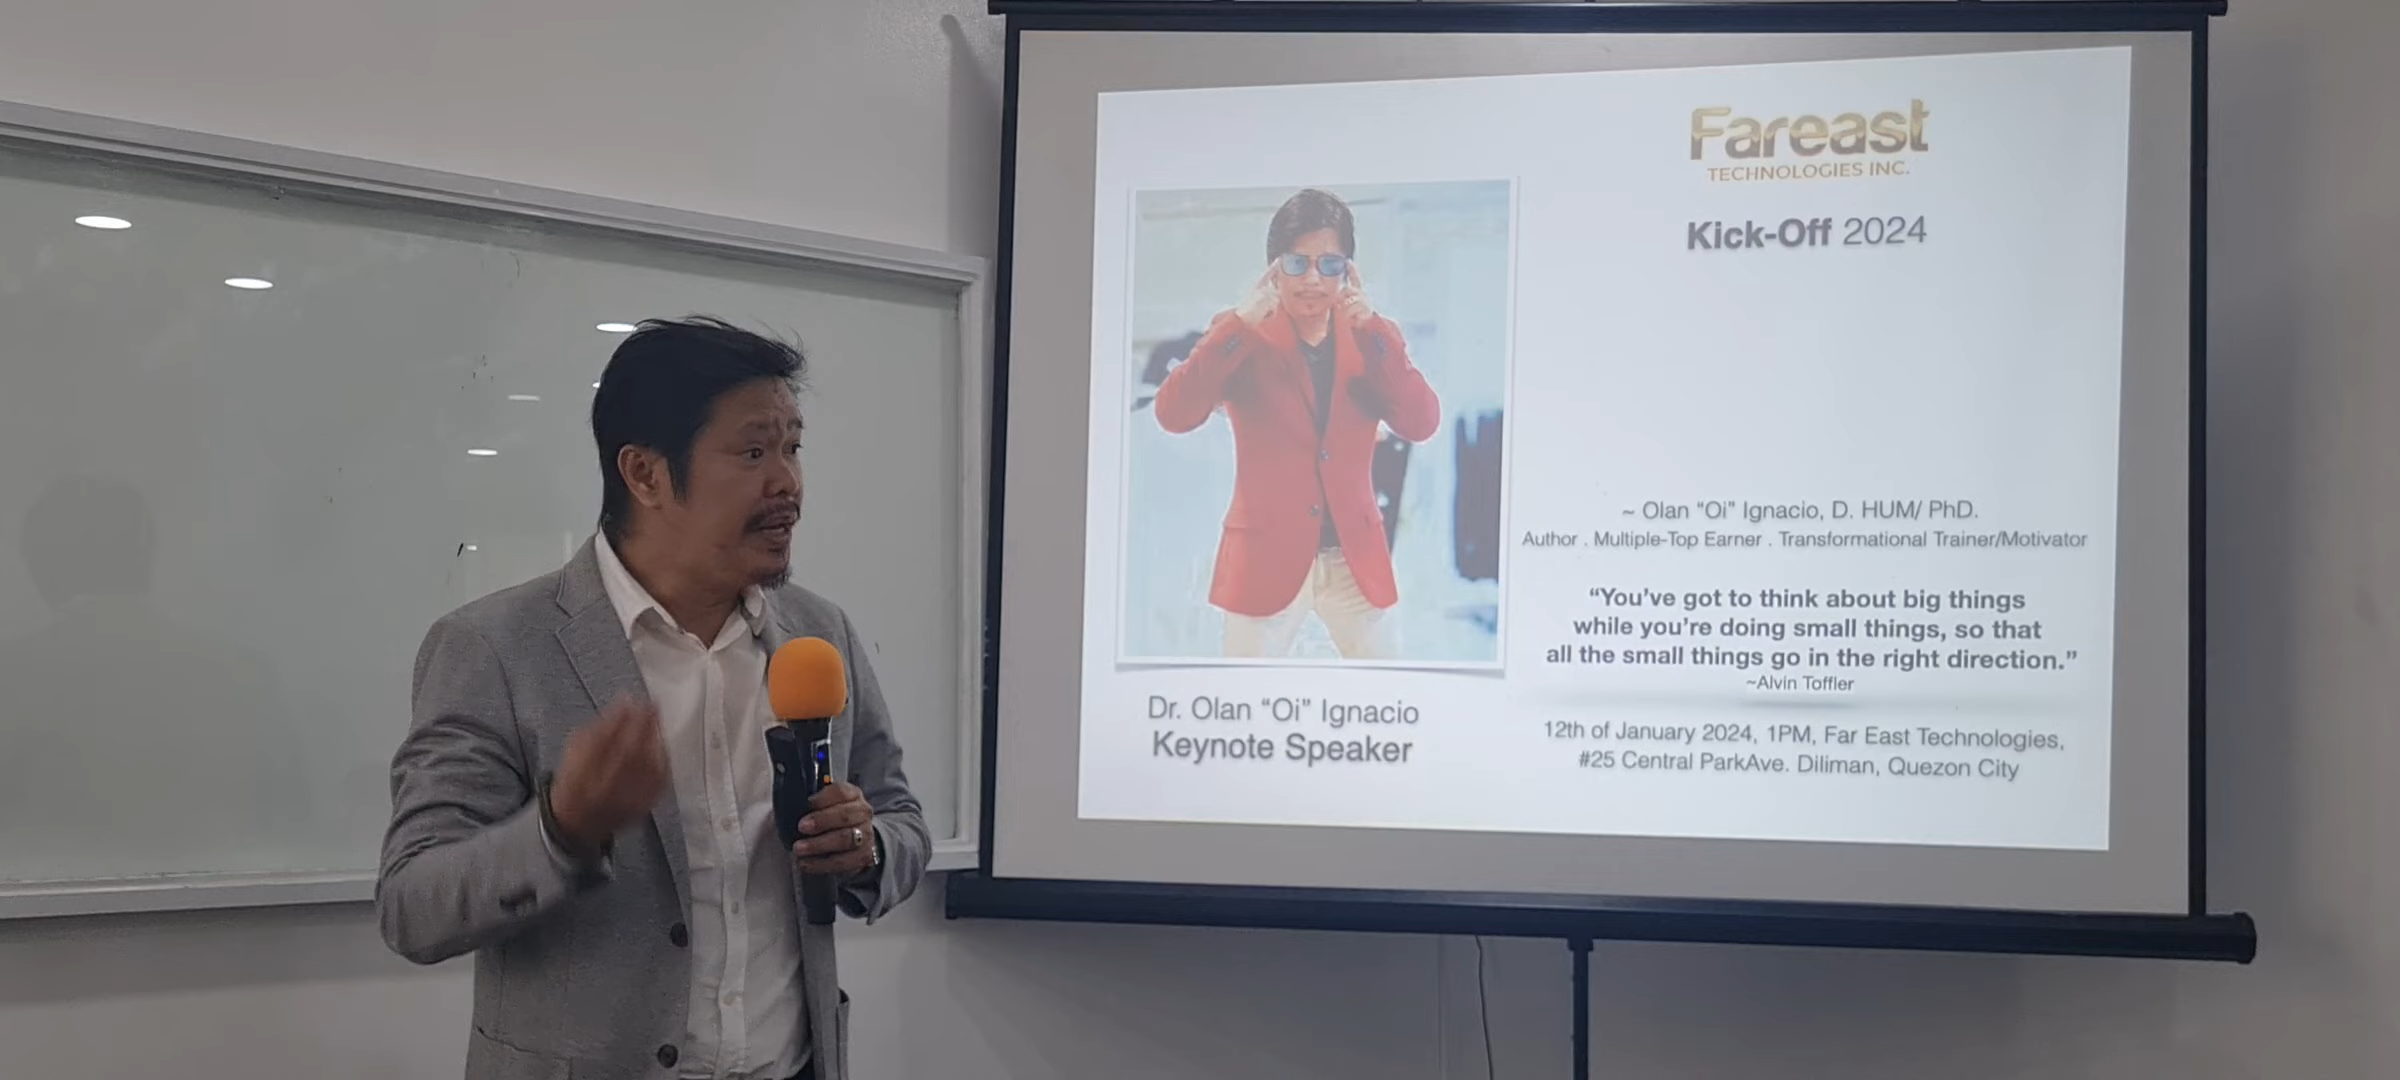 Fareast
TECHNOLOGIES INC.
Kick-Off 2024
~ Olan “Oi” Ignacio, D. HUM/ PhD.
Author . Multiple-Top Earner . Transformational Trainer/Motivator
“You’ve got to think about big things
while you’re doing small things, so that
all the small things go in the right direction.”
~Alvin Toffler
Dr. Olan “Oi” Ignacio
Keynote Speaker
12th of January 2024, 1PM, Far East Technologies,
#25 Central ParkAve. Diliman, Quezon City